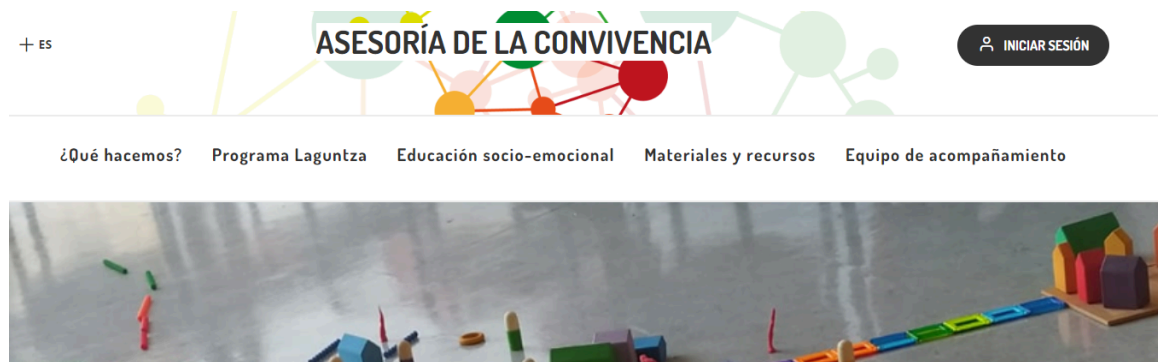 + ES
ASESORÍA DE LA CONVIVENCIA
INICIAR SESIÓN
¿Qué hacemos? Programa Laguntza Educación socio-emocional Materiales y recursos Equipo de acompañamiento